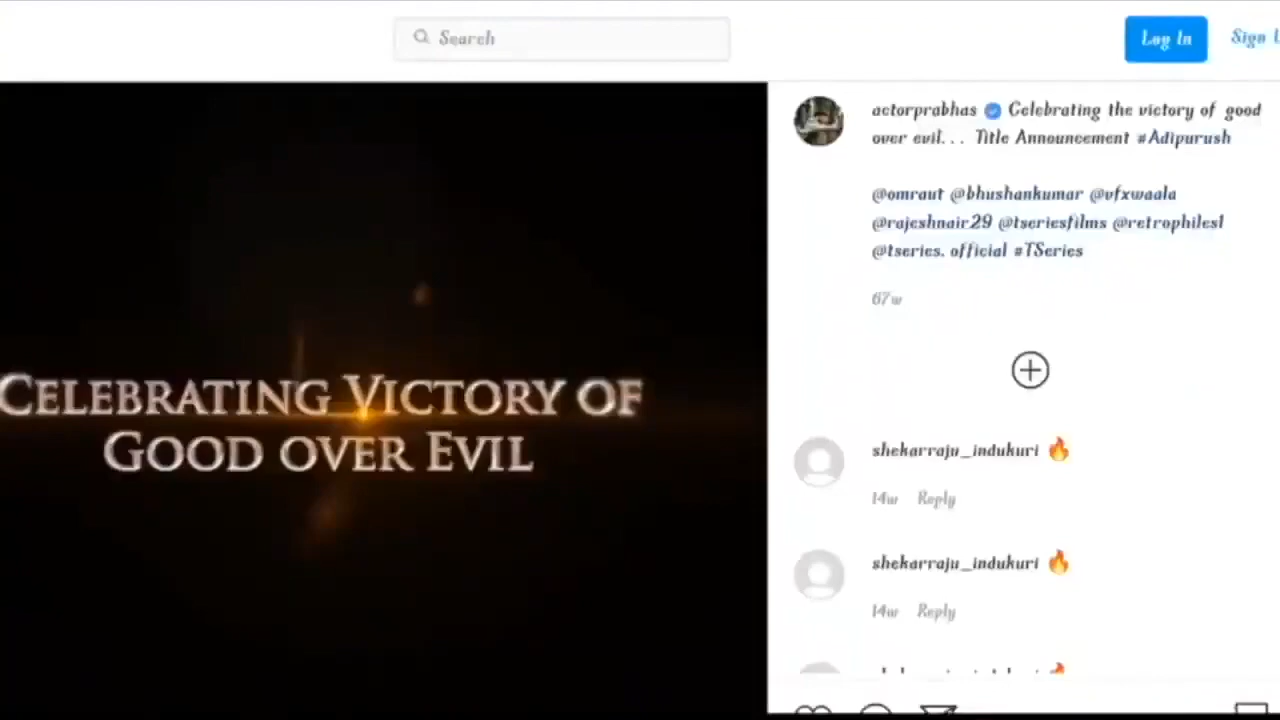 Search
Log In
Sign
CELEBRATING VICTORY OF
GOOD OVER EVIL
actorprabhas Celebrating the victory of good
over evil... Title Announcement #Adipurush
@omraut @bhushankumar @vfxwaala
@rajeshnair29 @tseriesfilms @retrophiles1
@tseries.official #TSeries
67w
shekarraju_indukuri 🔥
14w Reply
shekarraju_indukuri 🔥
14w Reply